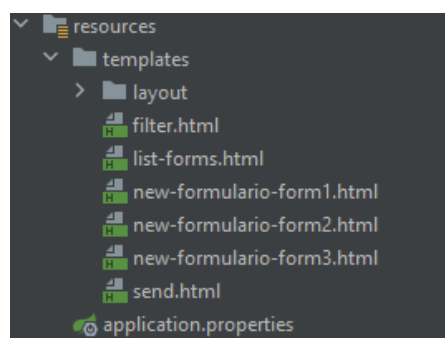 resources
templates
layout
filter.html
list-forms.html
new-formulario-form1.html
new-formulario-form2.html
new-formulario-form3.html
send.html
application.properties